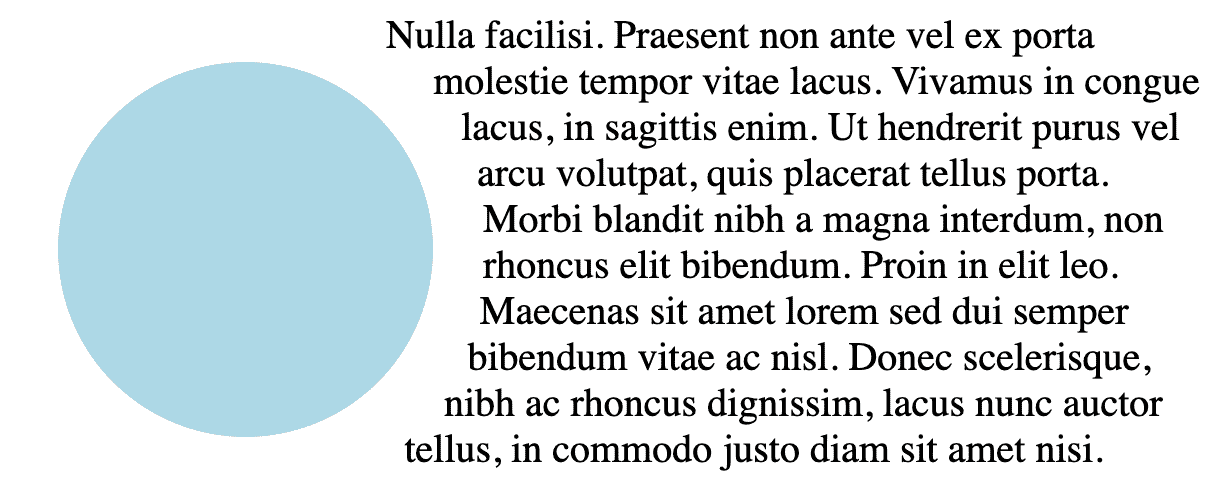 Nulla facilisi. Praesent non ante vel ex porta
molestie tempor vitae lacus. Vivamus in congue
lacus, in sagittis enim. Ut hendrerit purus vel
arcu volutpat, quis placerat tellus porta.
Morbi blandit nibh a magna interdum, non
rhoncus elit bibendum. Proin in elit leo.
Maecenas sit amet lorem sed dui semper
bibendum vitae ac nisl. Donec scelerisque,
nibh ac rhoncus dignissim, lacus nunc auctor
tellus, in commodo justo diam sit amet nisi.